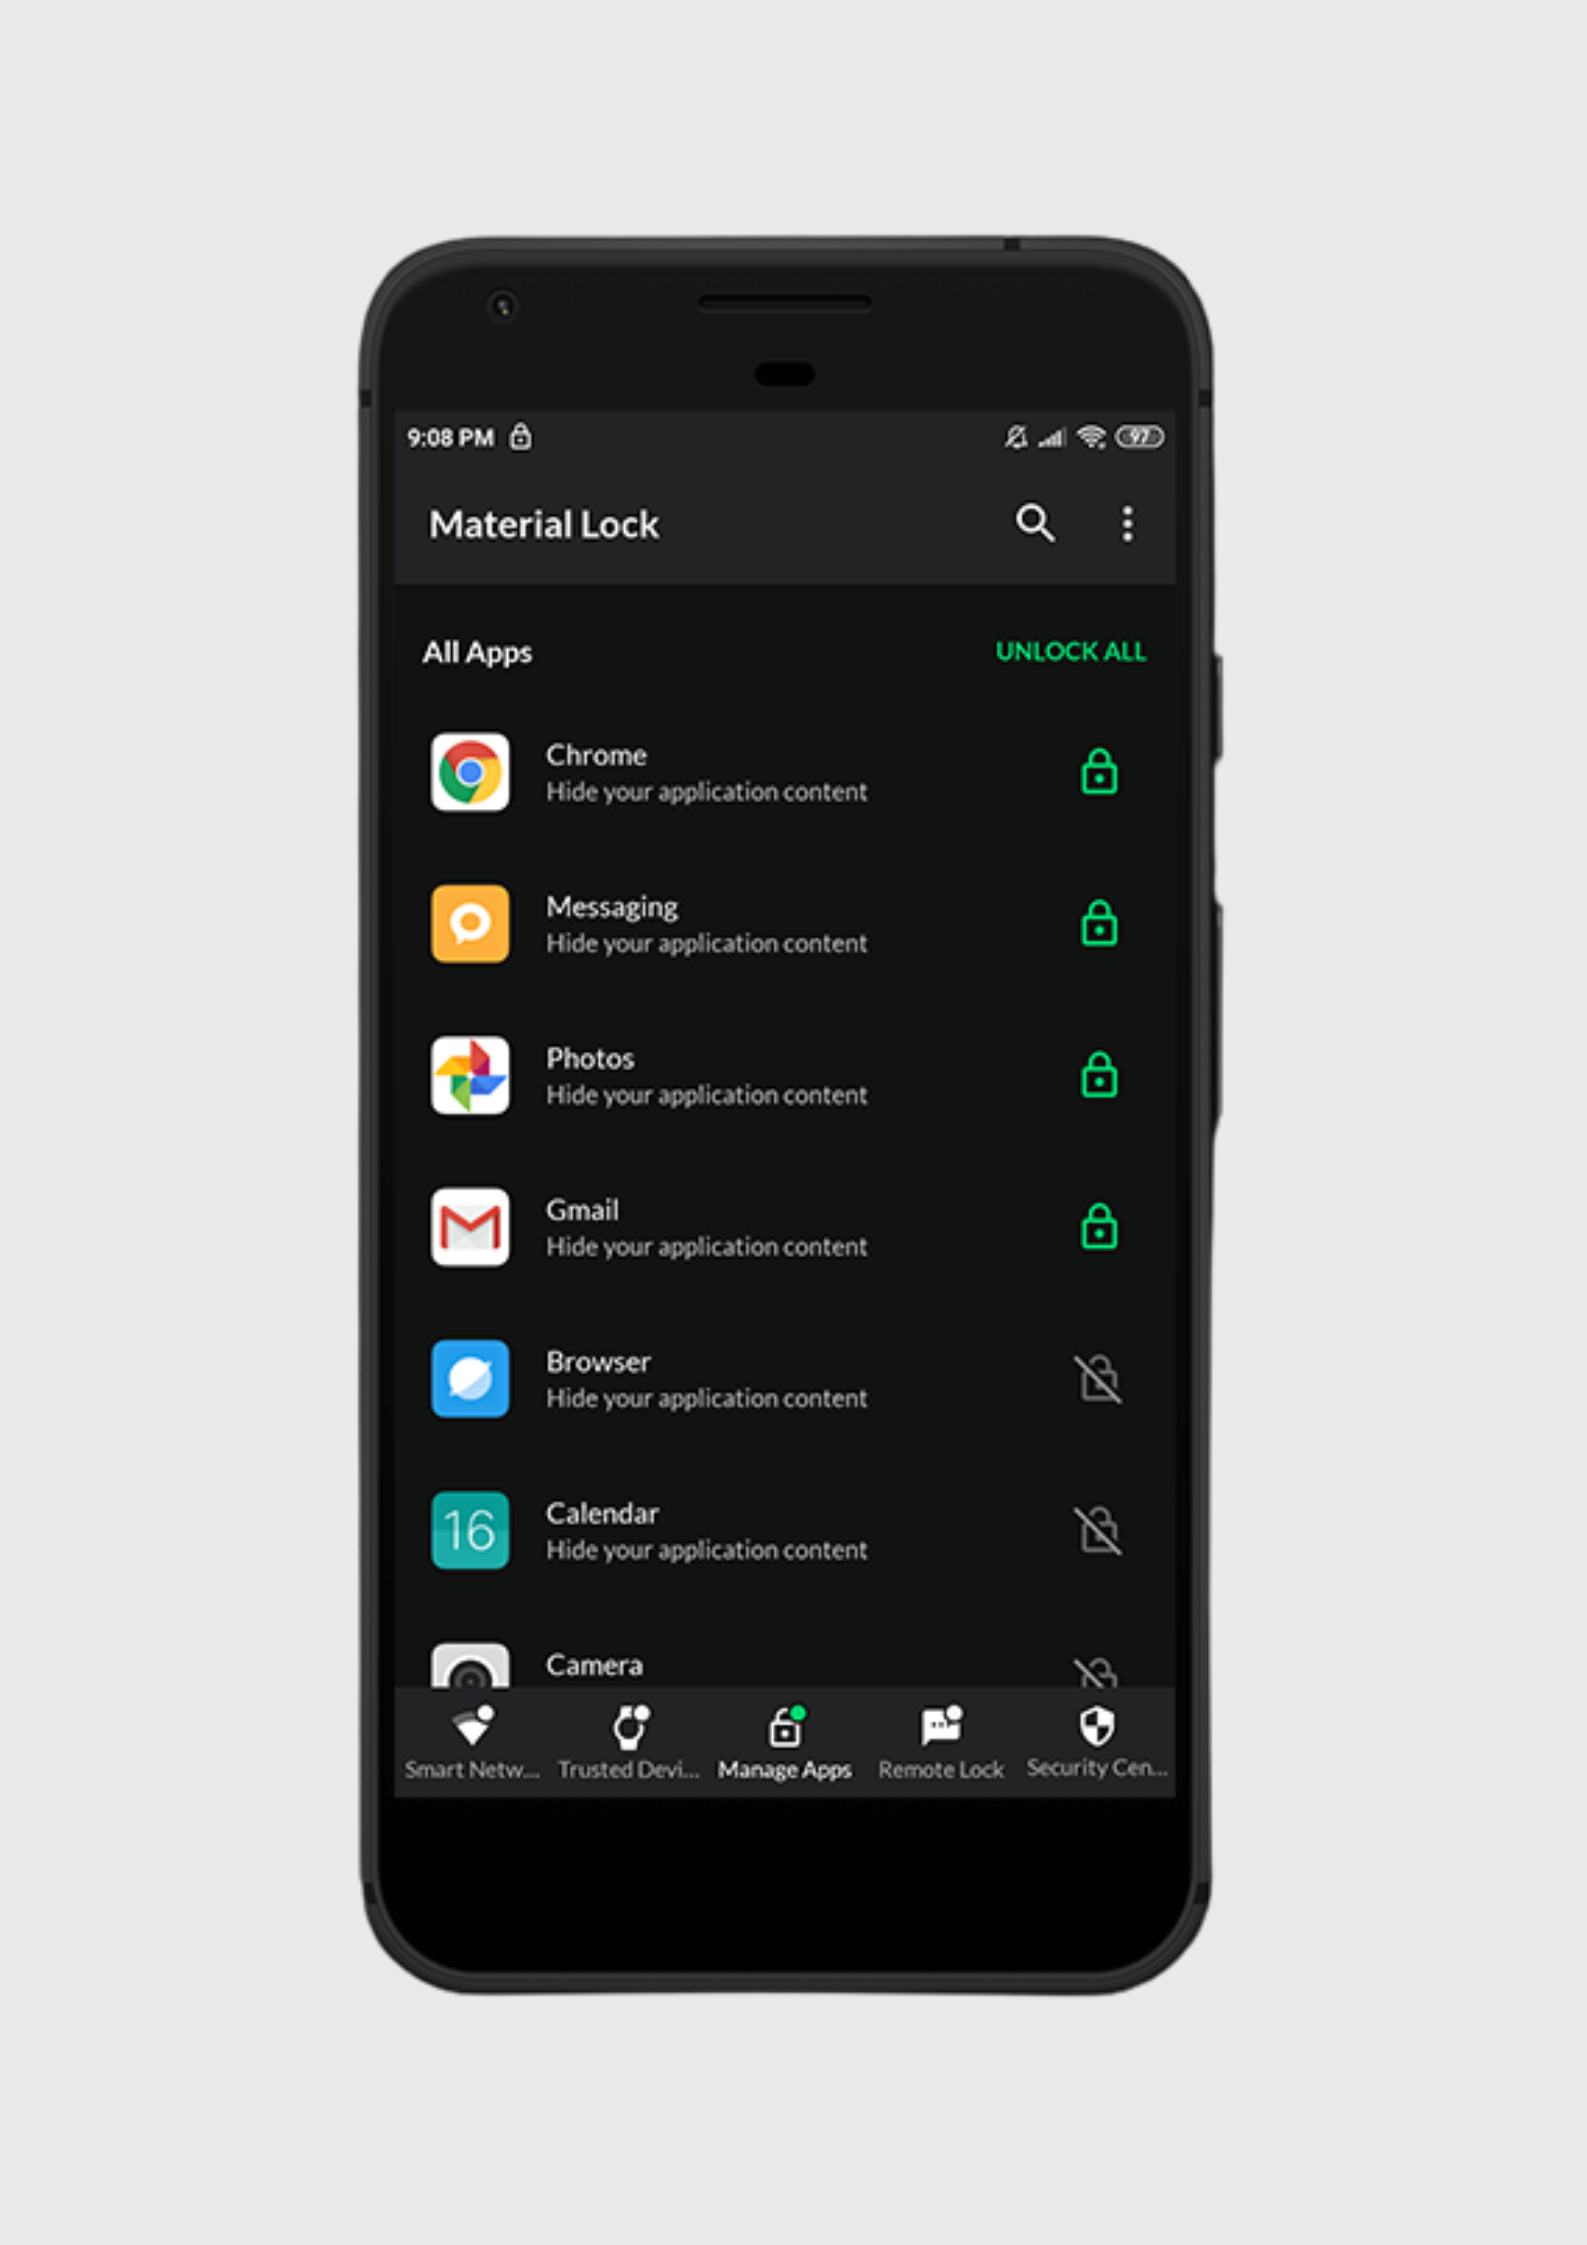 9:08 PM
97
Material Lock
All Apps
UNLOCK ALL
Chrome
Hide your application content
Messaging
Hide your application content
Photos
Hide your application content
Gmail
Hide your application content
Browser
Hide your application content
16
Calendar
Hide your application content
Camera
Smart Netw...
Trusted Devi...
Manage Apps
Remote Lock
Security Cen...